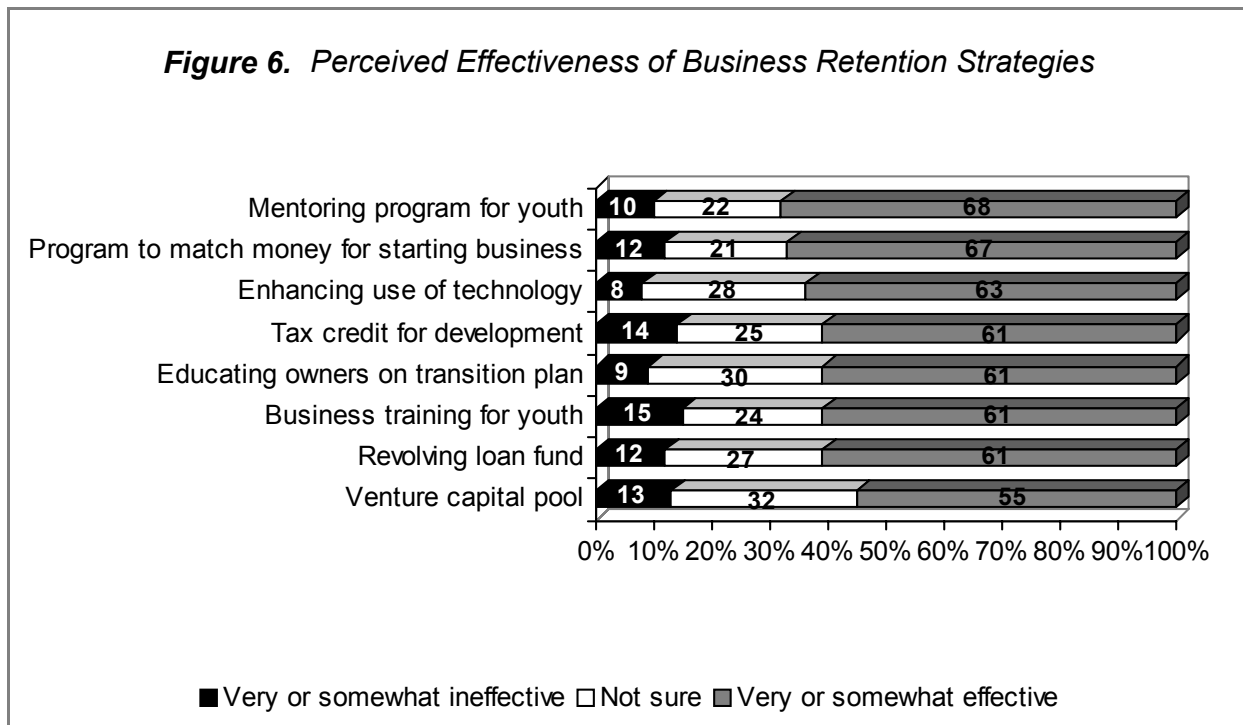 Figure 6. Perceived Effectiveness of Business Retention Strategies
Mentoring program for youth 10 22 68
Program to match money for starting business 12 21 67
Enhancing use of technology 8 28 63
Tax credit for development 14 25 61
Educating owners on transition plan 9 30 61
Business training for youth 15 24 61
Revolving loan fund 12 27 61
Venture capital pool 13 32 55
0% 10% 20% 30% 40% 50% 60% 70% 80% 90% 100%
Very or somewhat ineffective Not sure Very or somewhat effective